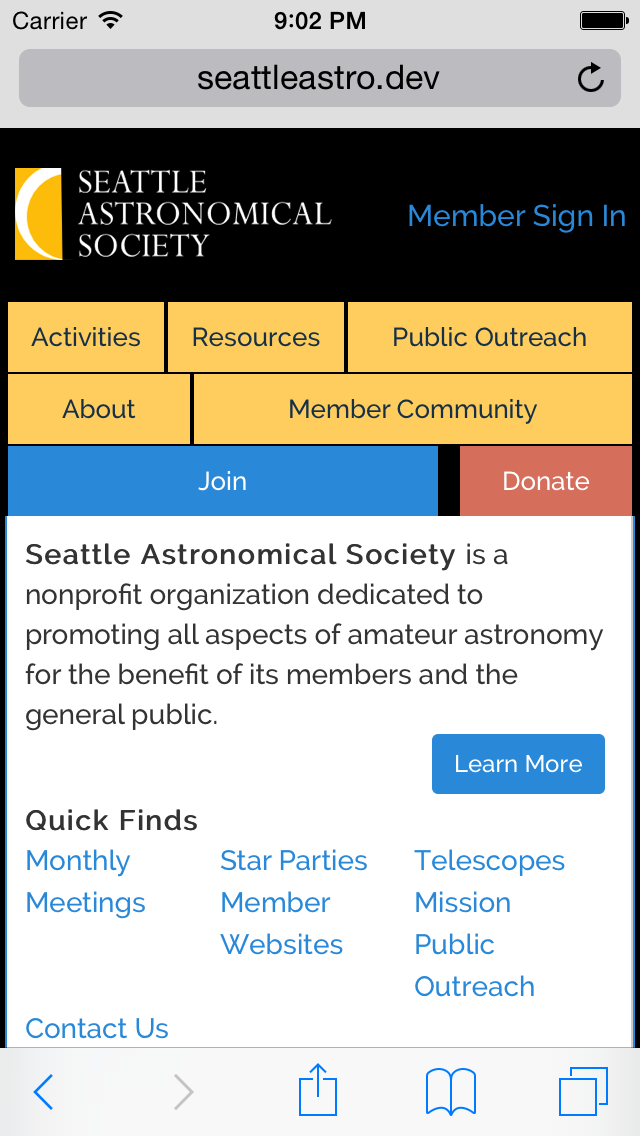 Carrier 9:02 PM
seattleastro.dev
SEATTLE
ASTRONOMICAL
SOCIETY
Member Sign In
Activities Resources Public Outreach
About Member Community
Join Donate
Seattle Astronomical Society is a
nonprofit organization dedicated to
promoting all aspects of amateur astronomy
for the benefit of its members and the
general public.
Learn More
Quick Finds
Monthly Star Parties Telescopes
Meetings Member Mission
Websites Public
Outreach
Contact Us